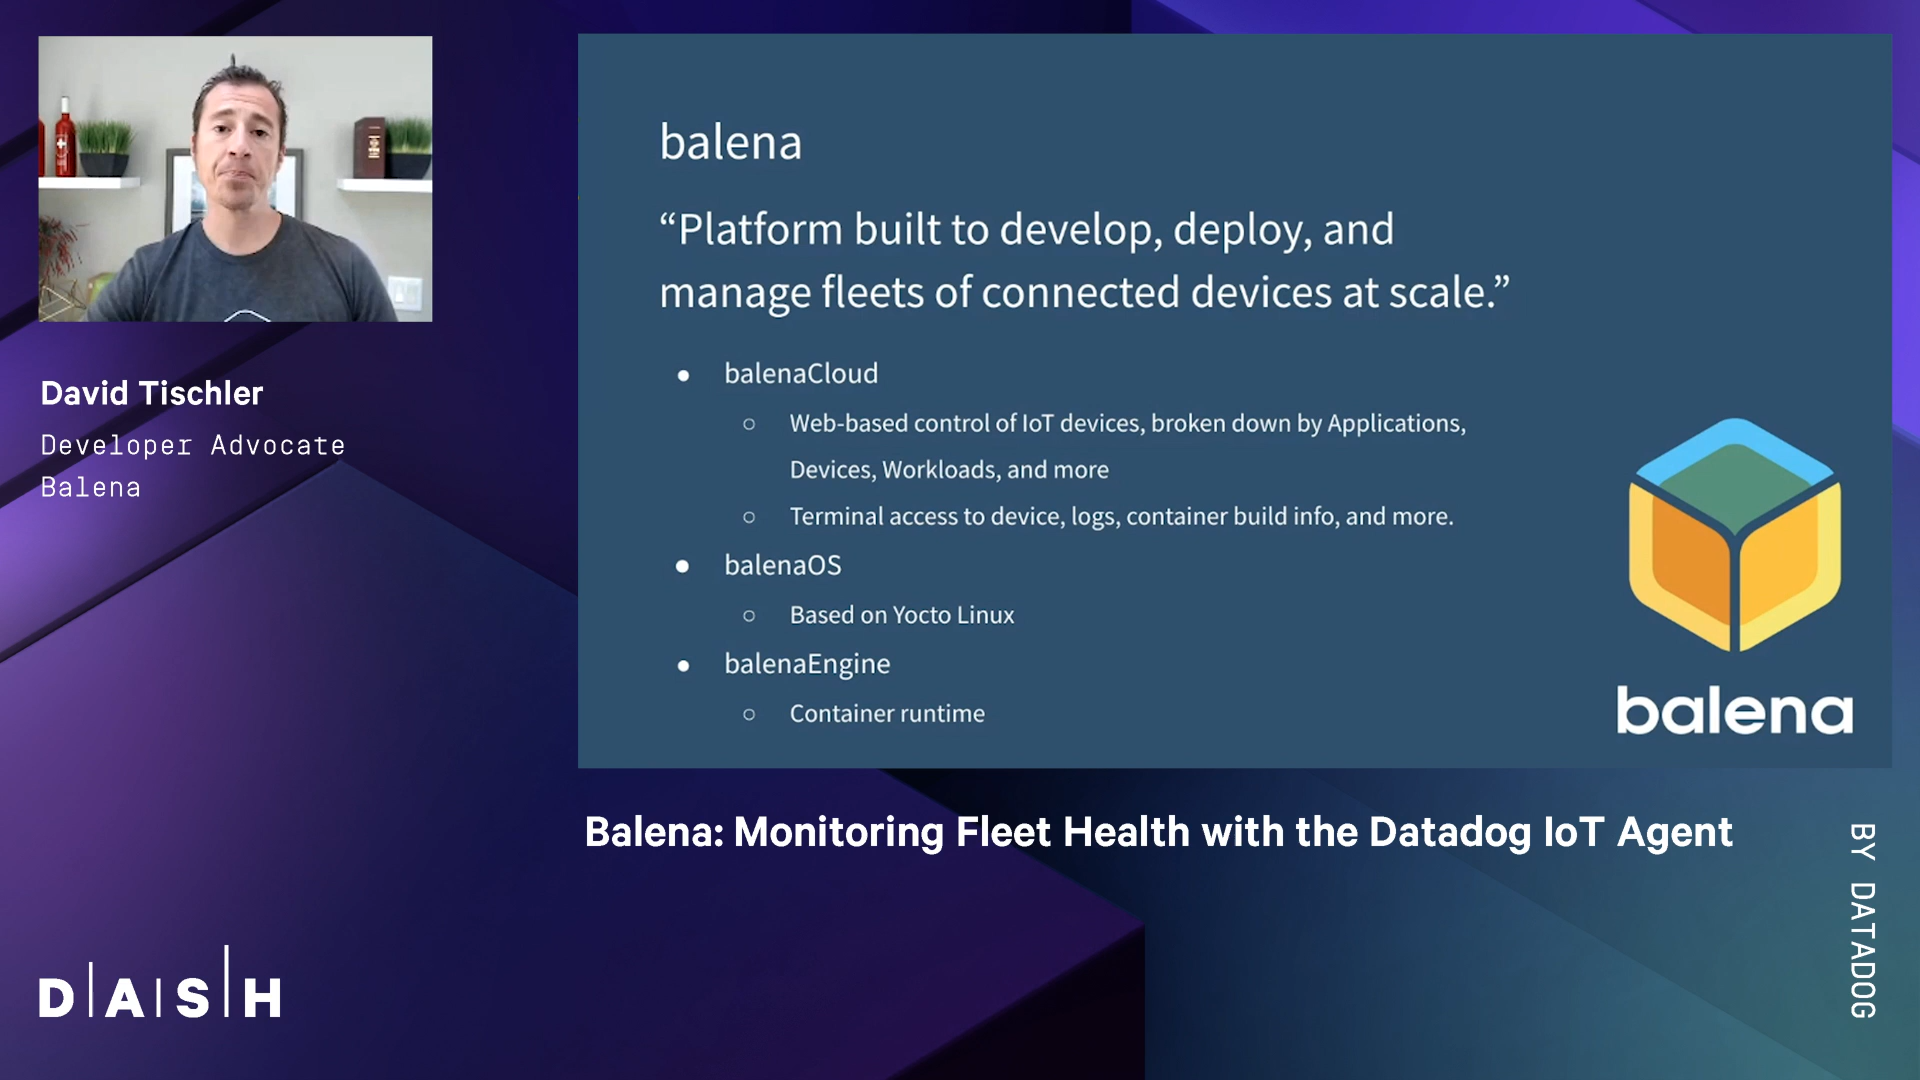 David Tischler
Developer Advocate
Balena
balena
“Platform built to develop, deploy, and
manage fleets of connected devices at scale.”
● balenaCloud
○ Web-based control of IoT devices, broken down by Applications,
Devices, Workloads, and more
○ Terminal access to device, logs, container build info, and more.
● balenaOS
○ Based on Yocto Linux
● balenaEngine
○ Container runtime
balena
Balena: Monitoring Fleet Health with the Datadog IoT Agent
DASH
BY DATADOG